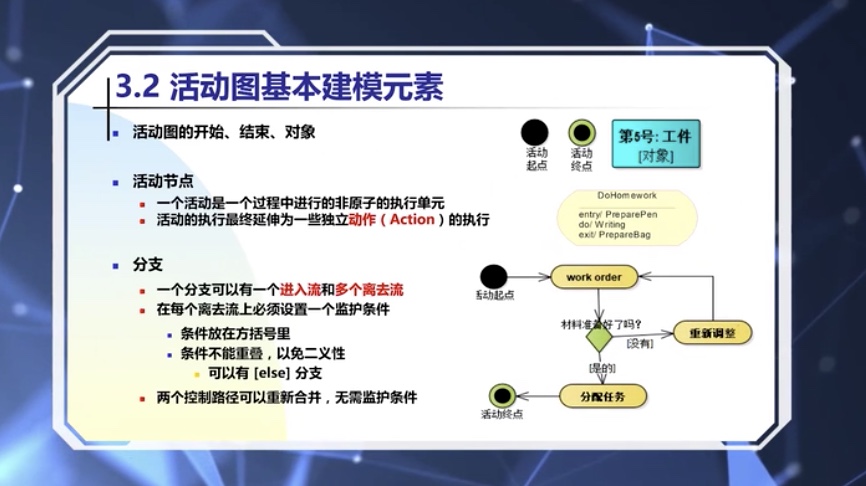 3.2 活动图基本建模元素
活动图的开始、结束、对象
活动节点
一个活动是一个过程中进行的非原子的执行单元
活动的执行最终延伸为一些独立动作（Action）的执行
分支
一个分支可以有一个进入流和多个离去流
在每个离去流上必须设置一个监护条件
条件放在方括号里
条件不能重叠，以免二义性
可以有 [else] 分支
两个控制路径可以重新合并，无需监护条件
活动
起点
活动
终点
第5号: 工件
[对象]
DoHomework
entry/ PreparePen
do/ Writing
exit/ PrepareBag
活动起点
work order
材料准备好了吗?
[没有]
重新调整
[是的]
分配任务
活动终点